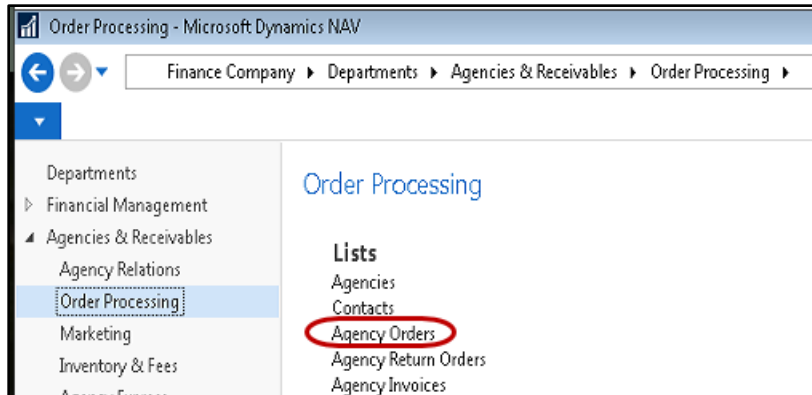 Order Processing - Microsoft Dynamics NAV
Finance Company ▸ Departments ▸ Agencies & Receivables ▸ Order Processing ▸
Departments
Financial Management
Agencies & Receivables
Agency Relations
Order Processing
Marketing
Inventory & Fees
Order Processing
Lists
Agencies
Contacts
Agency Orders
Agency Return Orders
Agency Invoices